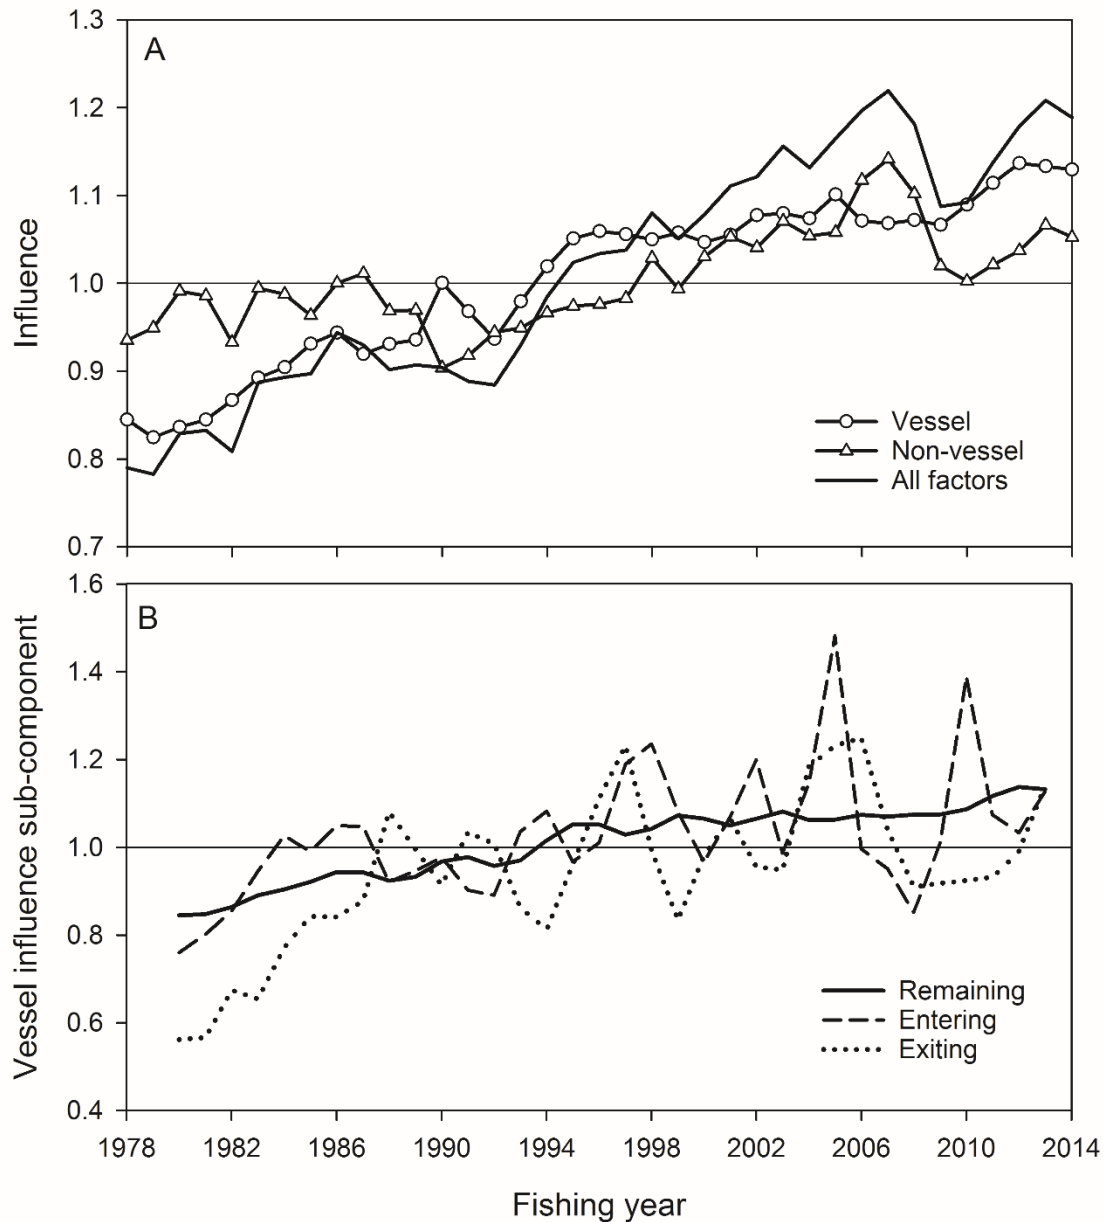 A
1.3
1.2
1.1
1.0
0.9
0.8
0.7
Influence
Vessel
Non-vessel
All factors
B
1.6
1.4
1.2
1.0
0.8
0.6
0.4
Vessel influence sub-component
Remaining
Entering
Exiting
1978 1982 1986 1990 1994 1998 2002 2006 2010 2014
Fishing year